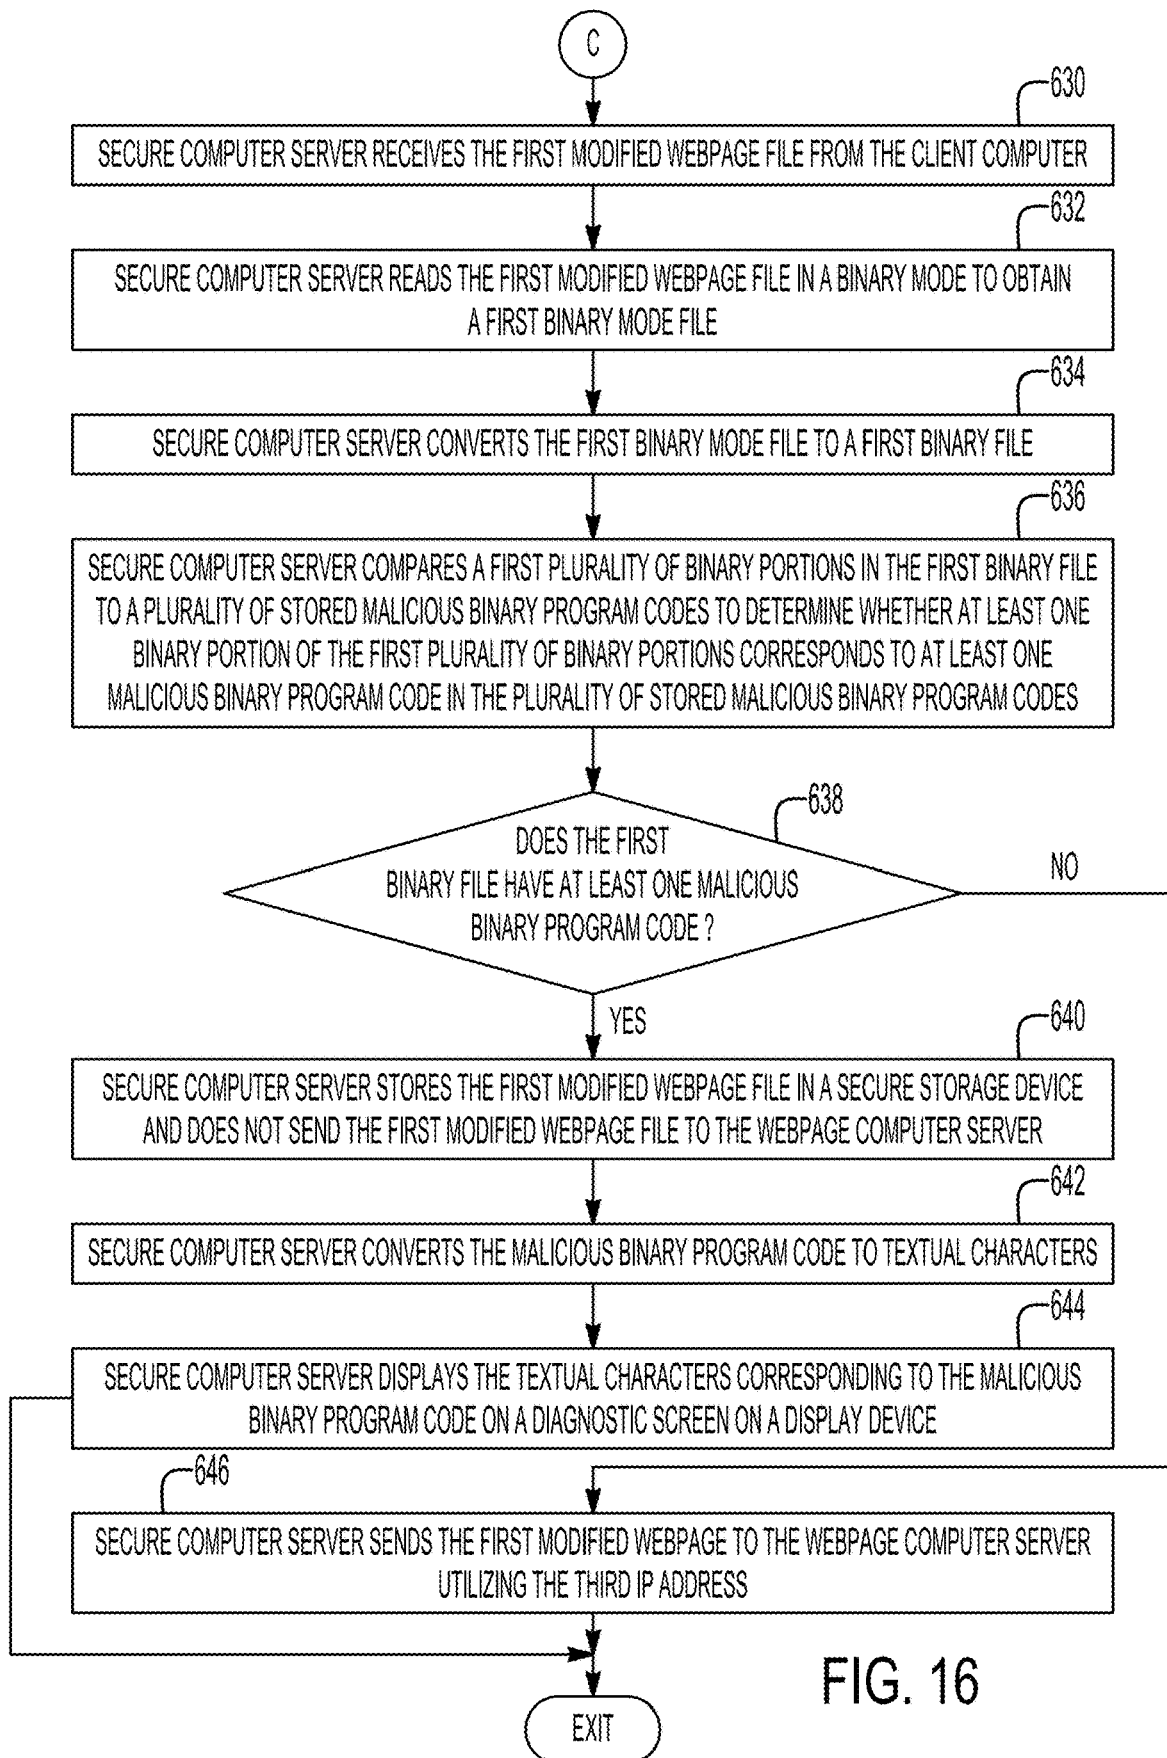 C
630
SECURE COMPUTER SERVER RECEIVES THE FIRST MODIFIED WEBPAGE FILE FROM THE CLIENT COMPUTER
632
SECURE COMPUTER SERVER READS THE FIRST MODIFIED WEBPAGE FILE IN A BINARY MODE TO OBTAIN
A FIRST BINARY MODE FILE
634
SECURE COMPUTER SERVER CONVERTS THE FIRST BINARY MODE FILE TO A FIRST BINARY FILE
636
SECURE COMPUTER SERVER COMPARES A FIRST PLURALITY OF BINARY PORTIONS IN THE FIRST BINARY FILE
TO A PLURALITY OF STORED MALICIOUS BINARY PROGRAM CODES TO DETERMINE WHETHER AT LEAST ONE
BINARY PORTION OF THE FIRST PLURALITY OF BINARY PORTIONS CORRESPONDS TO AT LEAST ONE
MALICIOUS BINARY PROGRAM CODE IN THE PLURALITY OF STORED MALICIOUS BINARY PROGRAM CODES
638
DOES THE FIRST
BINARY FILE HAVE AT LEAST ONE MALICIOUS
BINARY PROGRAM CODE ?
NO
YES
640
SECURE COMPUTER SERVER STORES THE FIRST MODIFIED WEBPAGE FILE IN A SECURE STORAGE DEVICE
AND DOES NOT SEND THE FIRST MODIFIED WEBPAGE FILE TO THE WEBPAGE COMPUTER SERVER
642
SECURE COMPUTER SERVER CONVERTS THE MALICIOUS BINARY PROGRAM CODE TO TEXTUAL CHARACTERS
644
SECURE COMPUTER SERVER DISPLAYS THE TEXTUAL CHARACTERS CORRESPONDING TO THE MALICIOUS
BINARY PROGRAM CODE ON A DIAGNOSTIC SCREEN ON A DISPLAY DEVICE
646
SECURE COMPUTER SERVER SENDS THE FIRST MODIFIED WEBPAGE TO THE WEBPAGE COMPUTER SERVER
UTILIZING THE THIRD IP ADDRESS
FIG. 16
EXIT